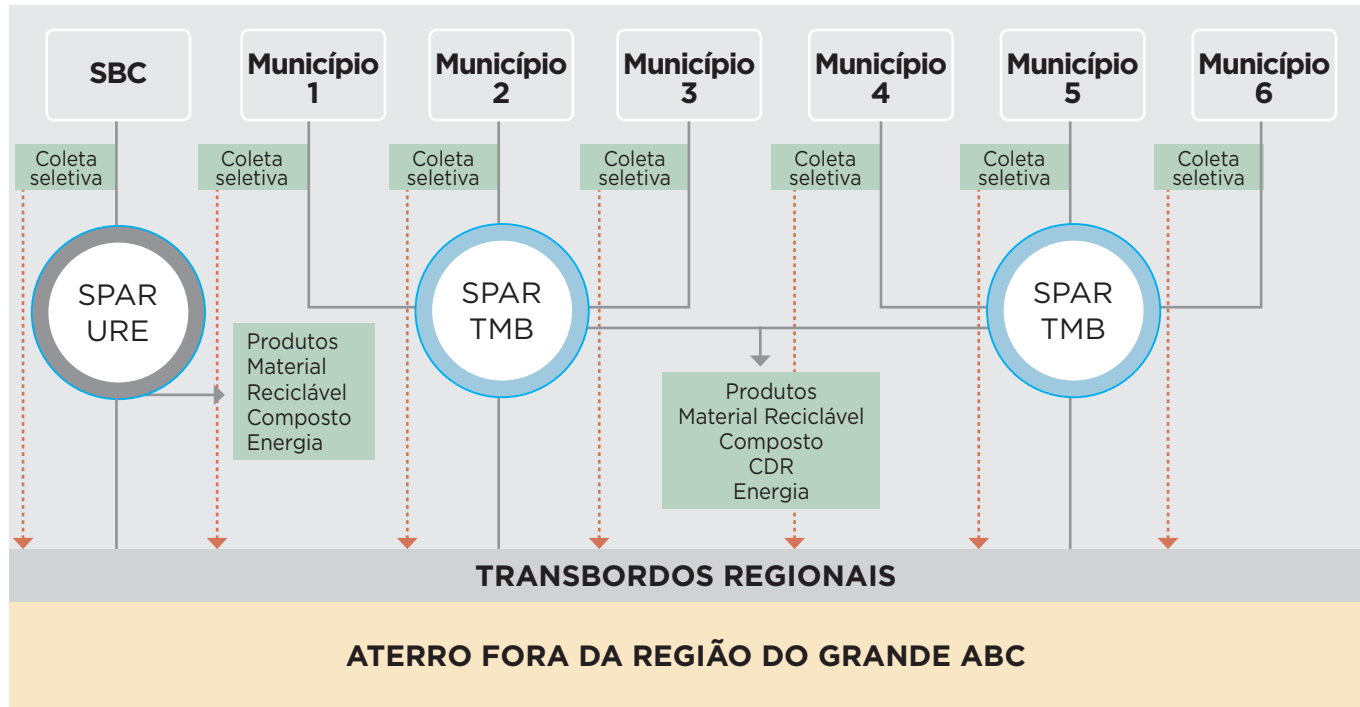 SBC
Município
1
Município
2
Município
3
Município
4
Município
5
Município
6
Coleta
seletiva
Coleta
seletiva
Coleta
seletiva
Coleta
seletiva
Coleta
seletiva
Coleta
seletiva
Coleta
seletiva
SPAR
URE
SPAR
TMB
SPAR
TMB
Produtos
Material
Reciclável
Composto
Energia
Produtos
Material Reciclável
Composto
CDR
Energia
TRANSBORDOS REGIONAIS
ATERRO FORA DA REGIÃO DO GRANDE ABC